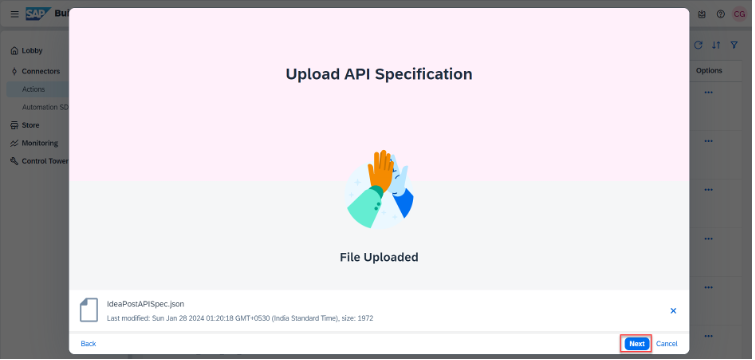 SAP
Bui
CG
Lobby
Connectors
Actions
Automation SD
Store
Monitoring
Control Tower
Options
Upload API Specification
File Uploaded
IdeaPostAPISpec.json
Last modified: Sun Jan 28 2024 01:20:18 GMT+0530 (India Standard Time), size: 1972
Back
Next
Cancel